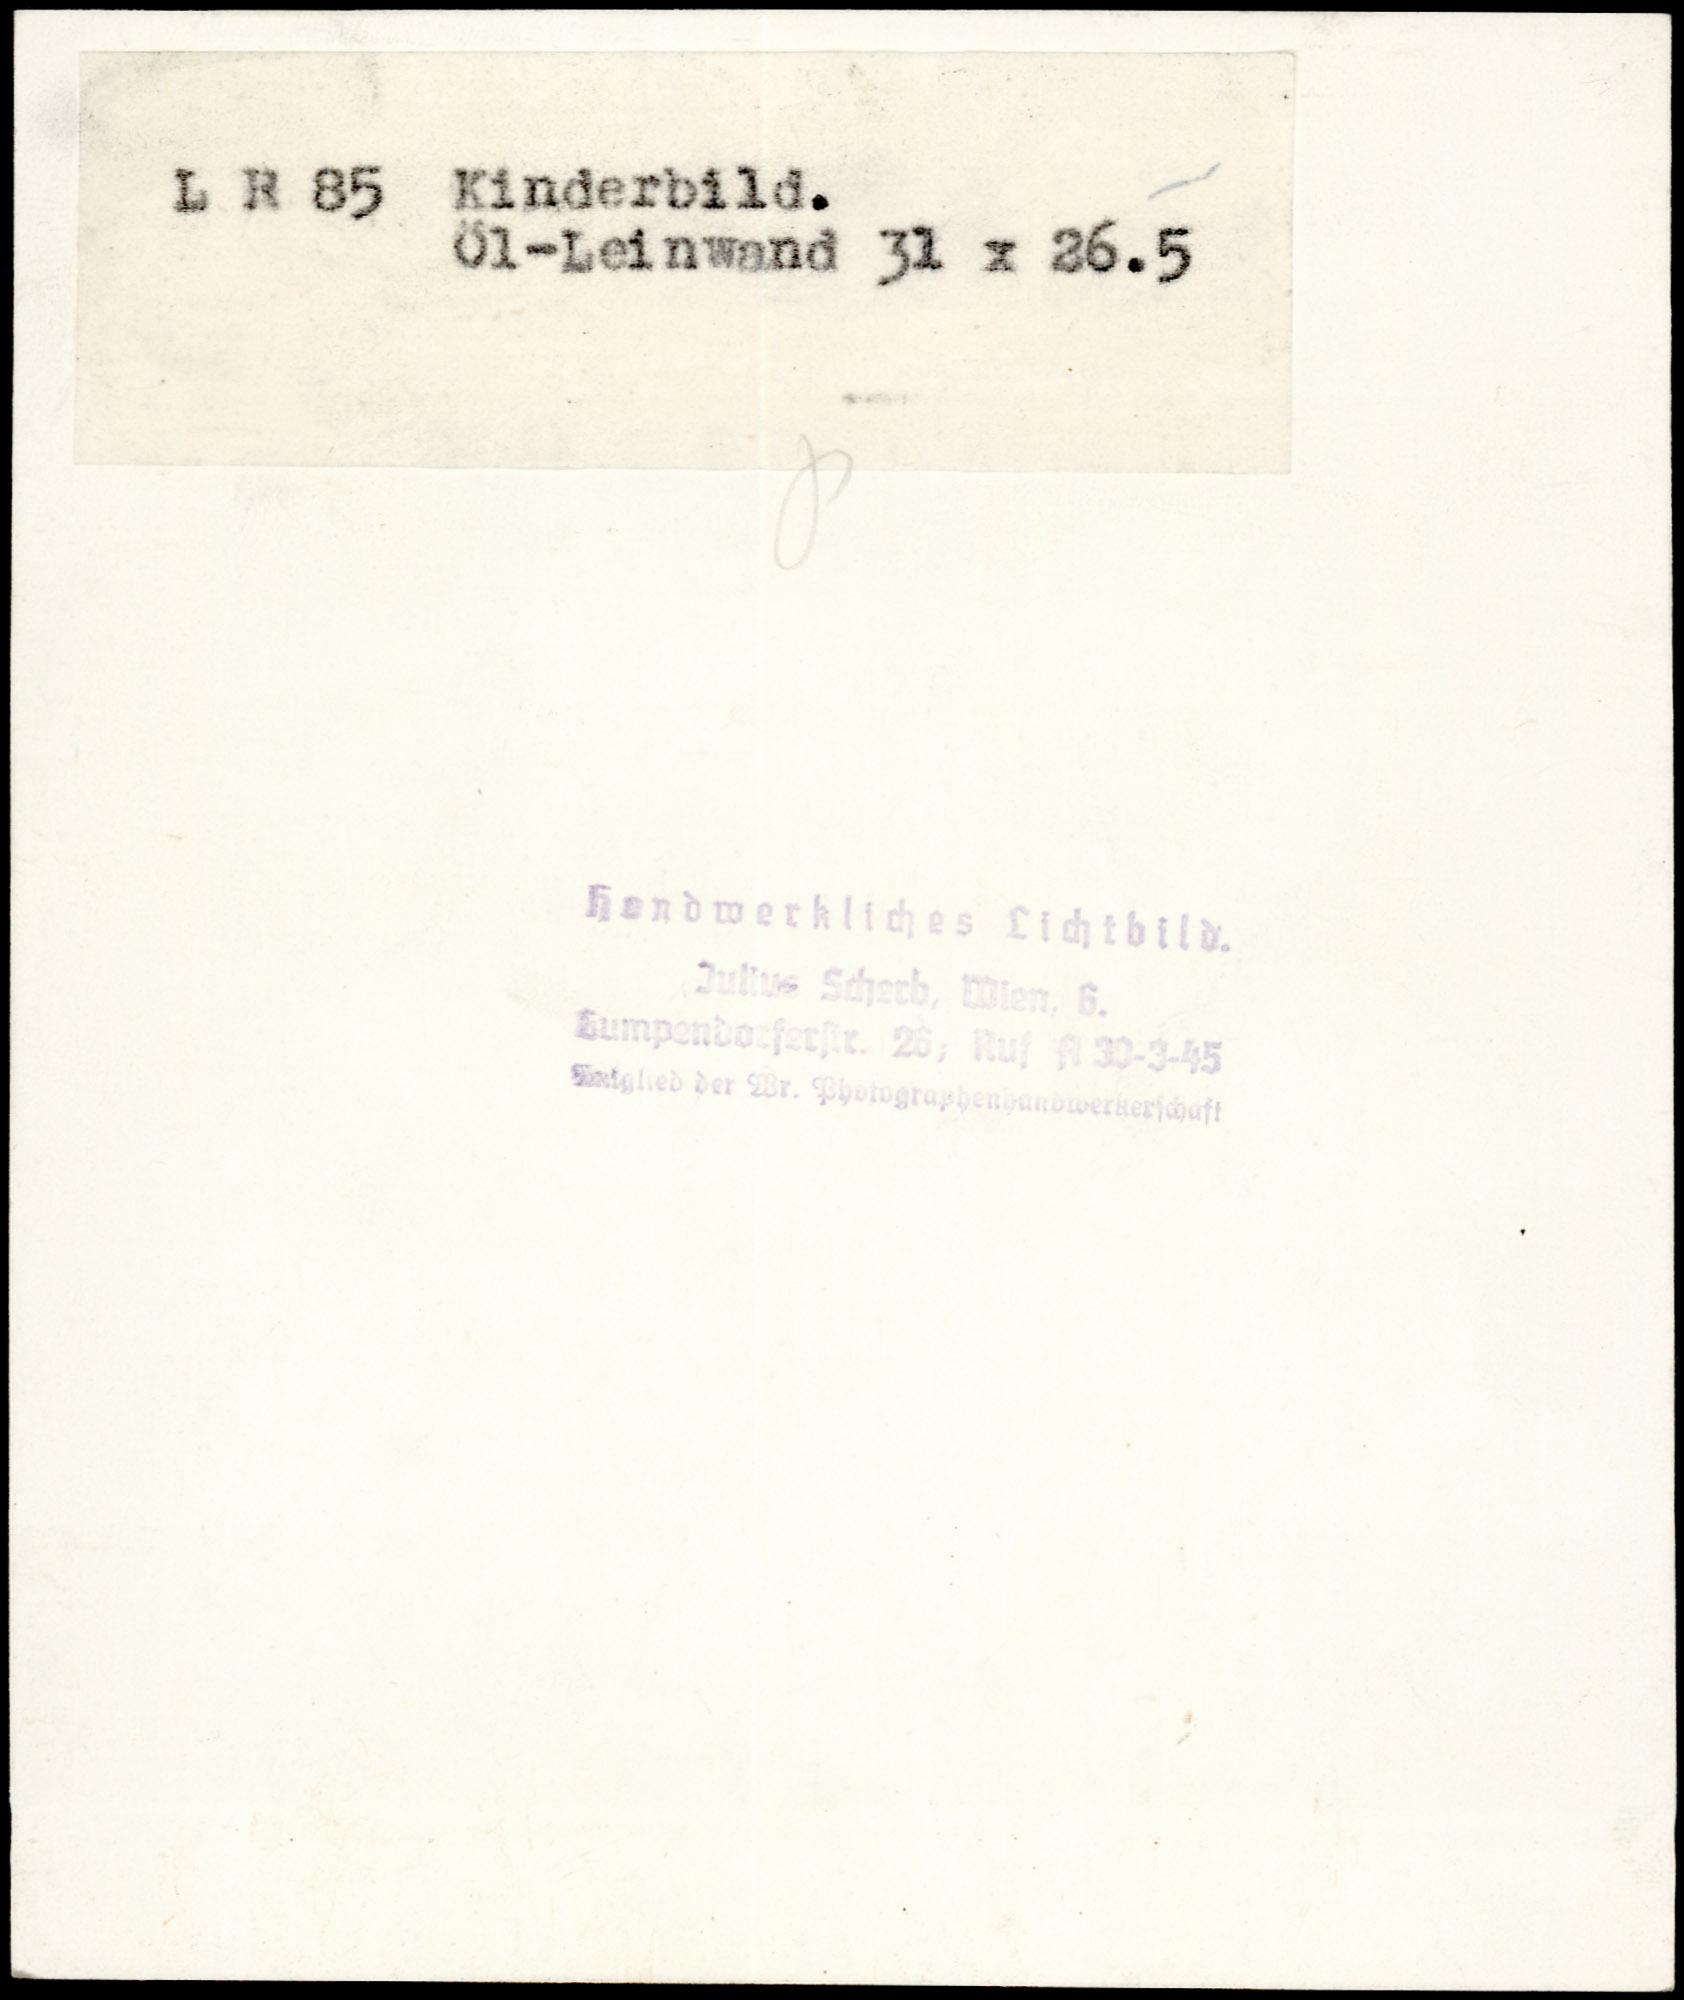 L R 85 Kinderbild.
Öl-Leinwand 31 x 26.5
Handwerkliches Lichtbild.
Julius Scherb, Wien, 6.
Gumpendorferstr. 26; Ruf A 30-3-45
Mitglied der Wr. Photographenhandwerkerschaft